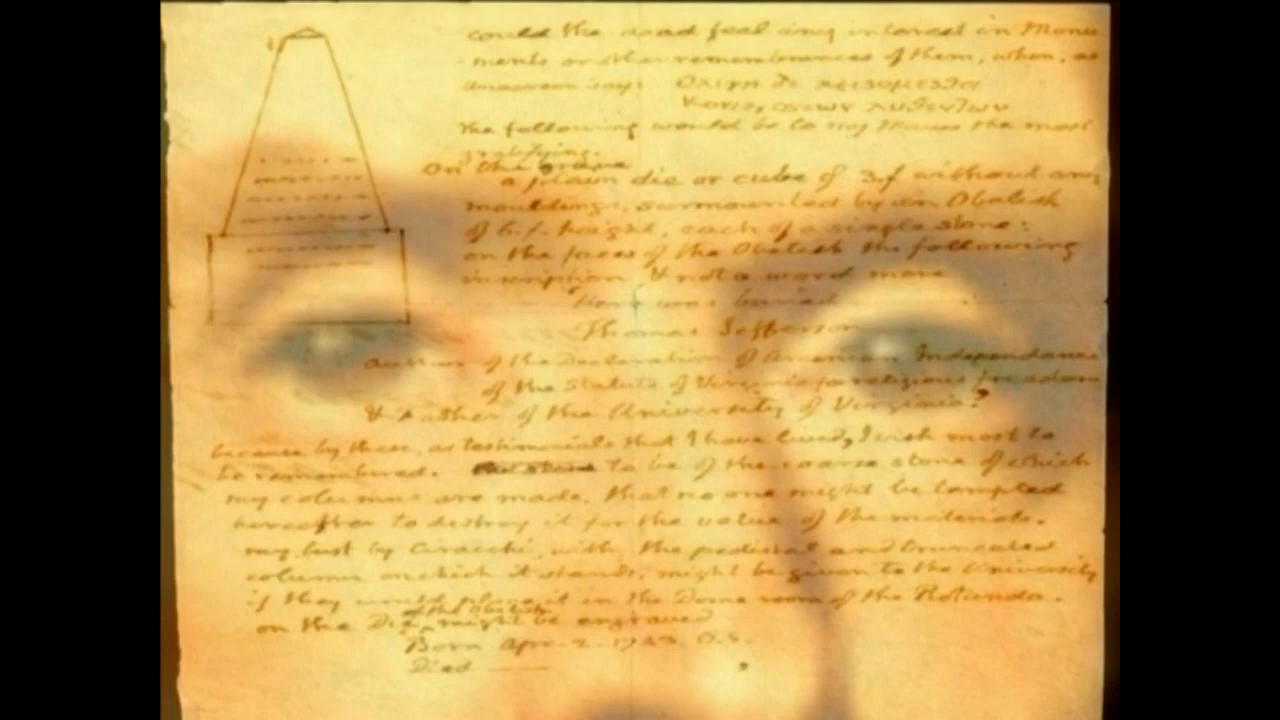 could the dead feel any interest in Monu
-ments or other remembrances of them, when, as
Anacreon says: Ολιγη δε κεισομεσθα
Κονις, οστεων λυθεντων
the following would be to my Manes the most
gratifying.
On the grave
a plain die or cube of 3.f without any
mouldings, surmounted by an Obelisk
of 6.f. height, each of a single stone:
on the faces of the Obelisk the following
inscription, & not a word more
Here was buried
Thomas Jefferson
Author of the Declaration of American Independance
of the Statute of Virginia for religious freedom
& Father of the University of Virginia.
because by these, as testimonials that I have lived, I wish most to
be remembered. to be of the coarse stone of which
my columns are made, that no one might be tempted
hereafter to destroy it for the value of the materials.
my bust by Ciracchi, with the pedestal and truncated
column on which it stands, might be given to the University
if they would place it in the Dome room of the Rotunda.
of the Obelisk
on the Die might be engraved
Born Apr. 2. 1743. O.S.
Died